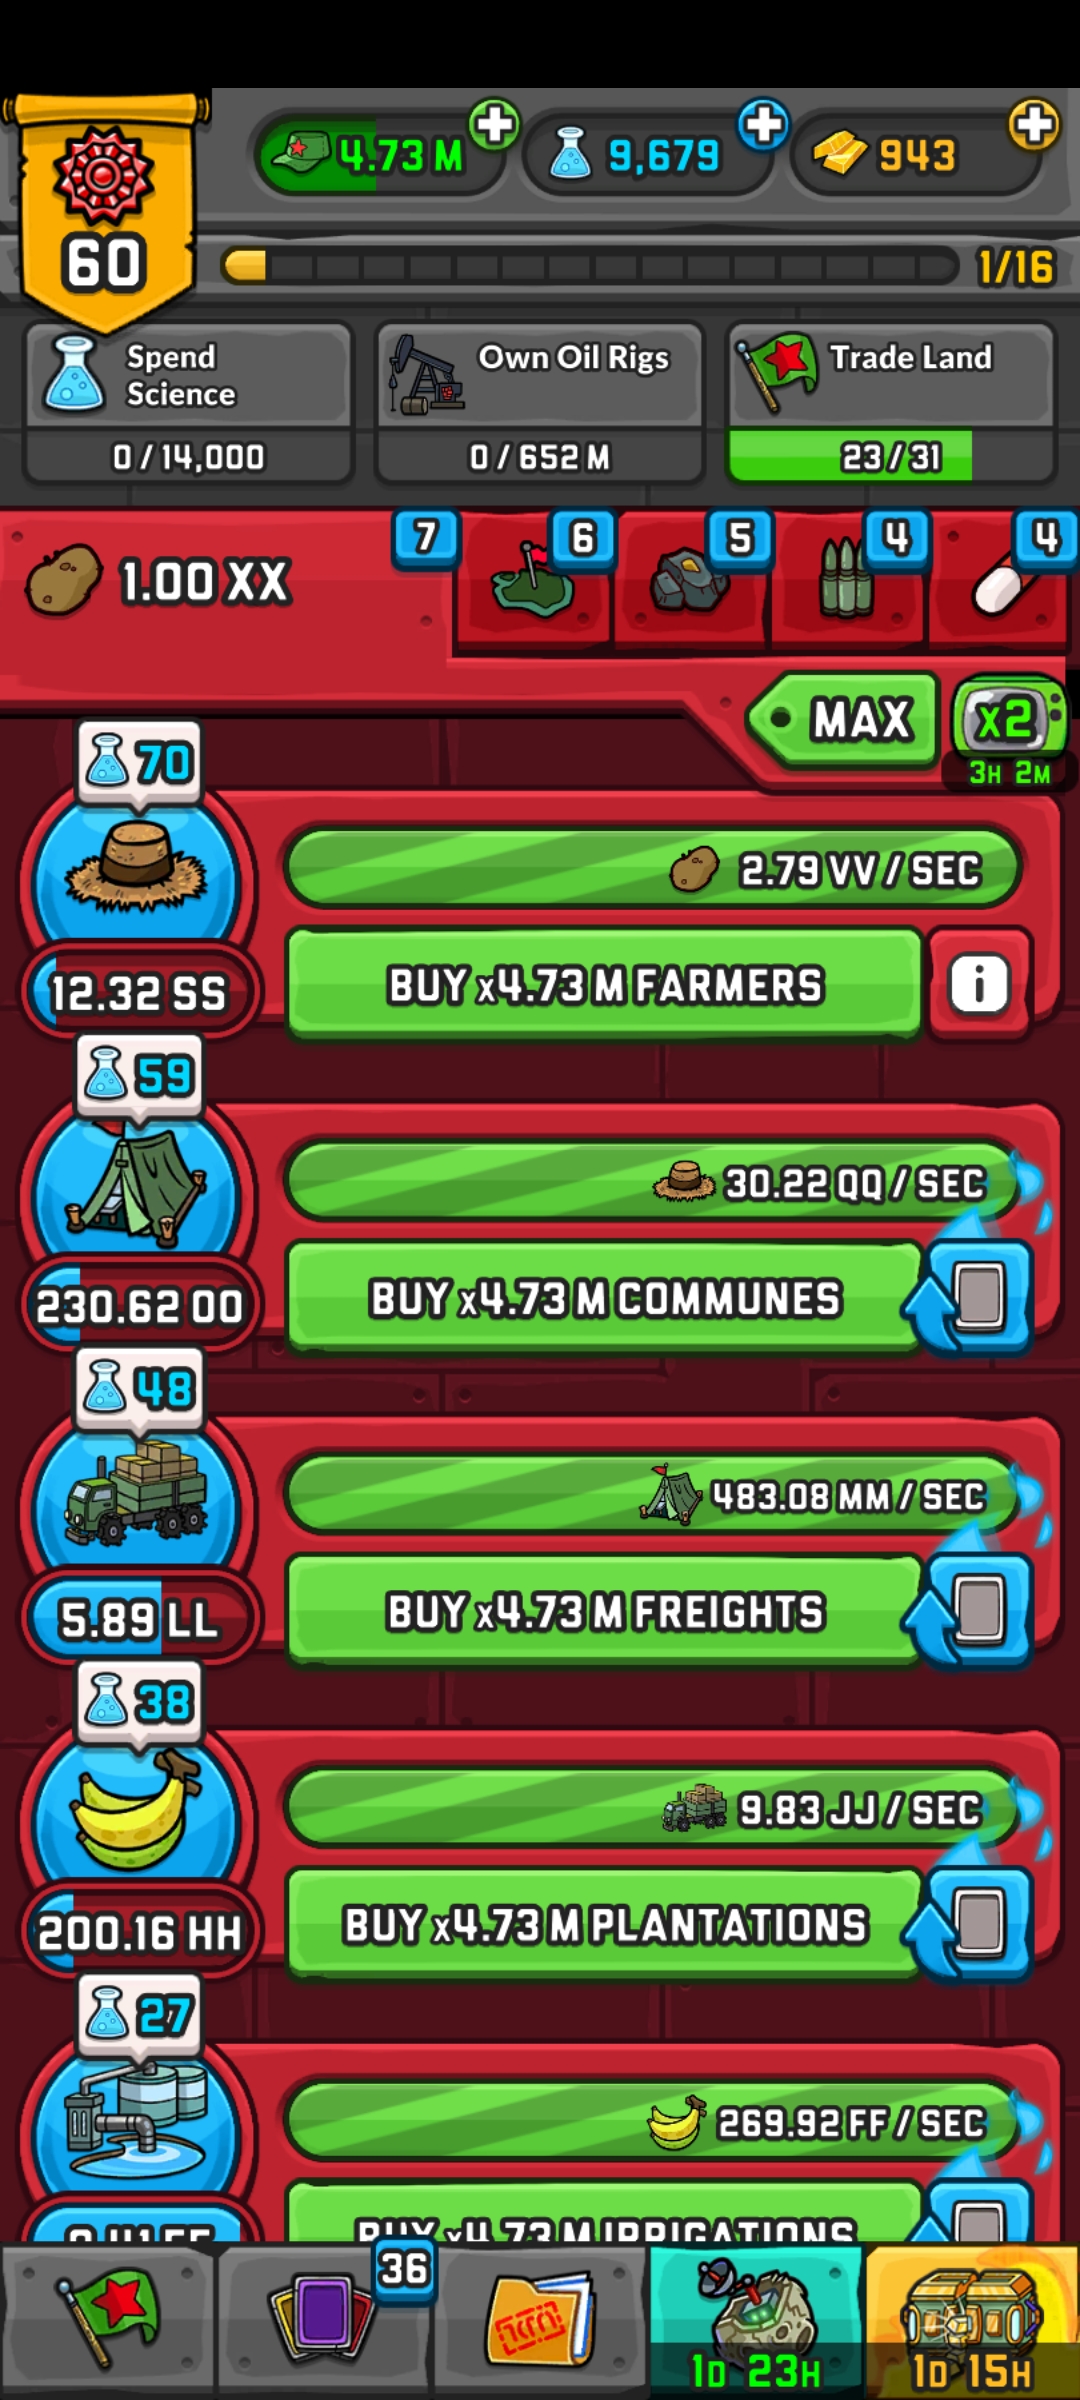 4.73 M
9,679
943
60
1/16
Spend
Science
0/14,000
Own Oil Rigs
0/652 M
Trade Land
23/31
1.00 XX
7
6
5
4
4
MAX
x2
3H 2M
70
2.79 VV / SEC
12.32 SS
BUY x4.73 M FARMERS
i
59
30.22 QQ / SEC
230.62 OO
BUY x4.73 M COMMUNES
48
483.08 MM / SEC
5.89 LL
BUY x4.73 M FREIGHTS
38
9.83 JJ / SEC
200.16 HH
BUY x4.73 M PLANTATIONS
27
269.92 FF / SEC
BUY x4.73 M IRRIGATIONS
36
1D 23H
1D 15H